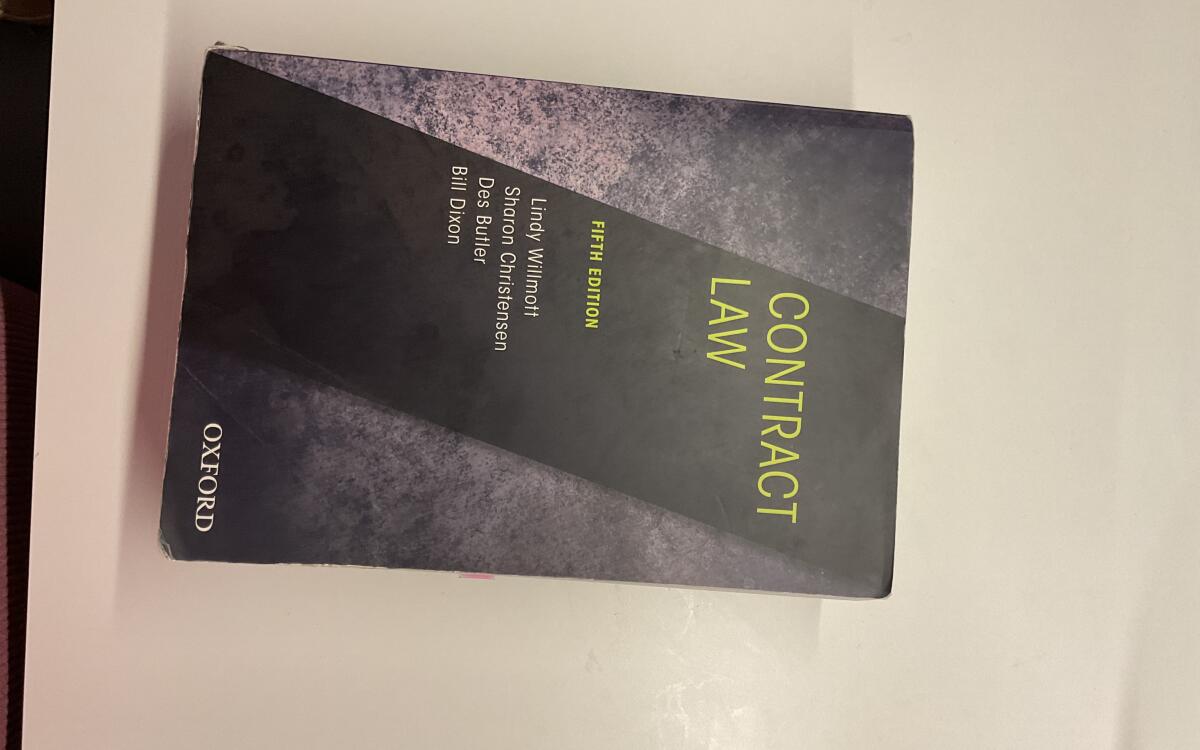 CONTRACT
LAW
FIFTH EDITION
Lindy Willmott
Sharon Christensen
Des Butler
Bill Dixon
OXFORD